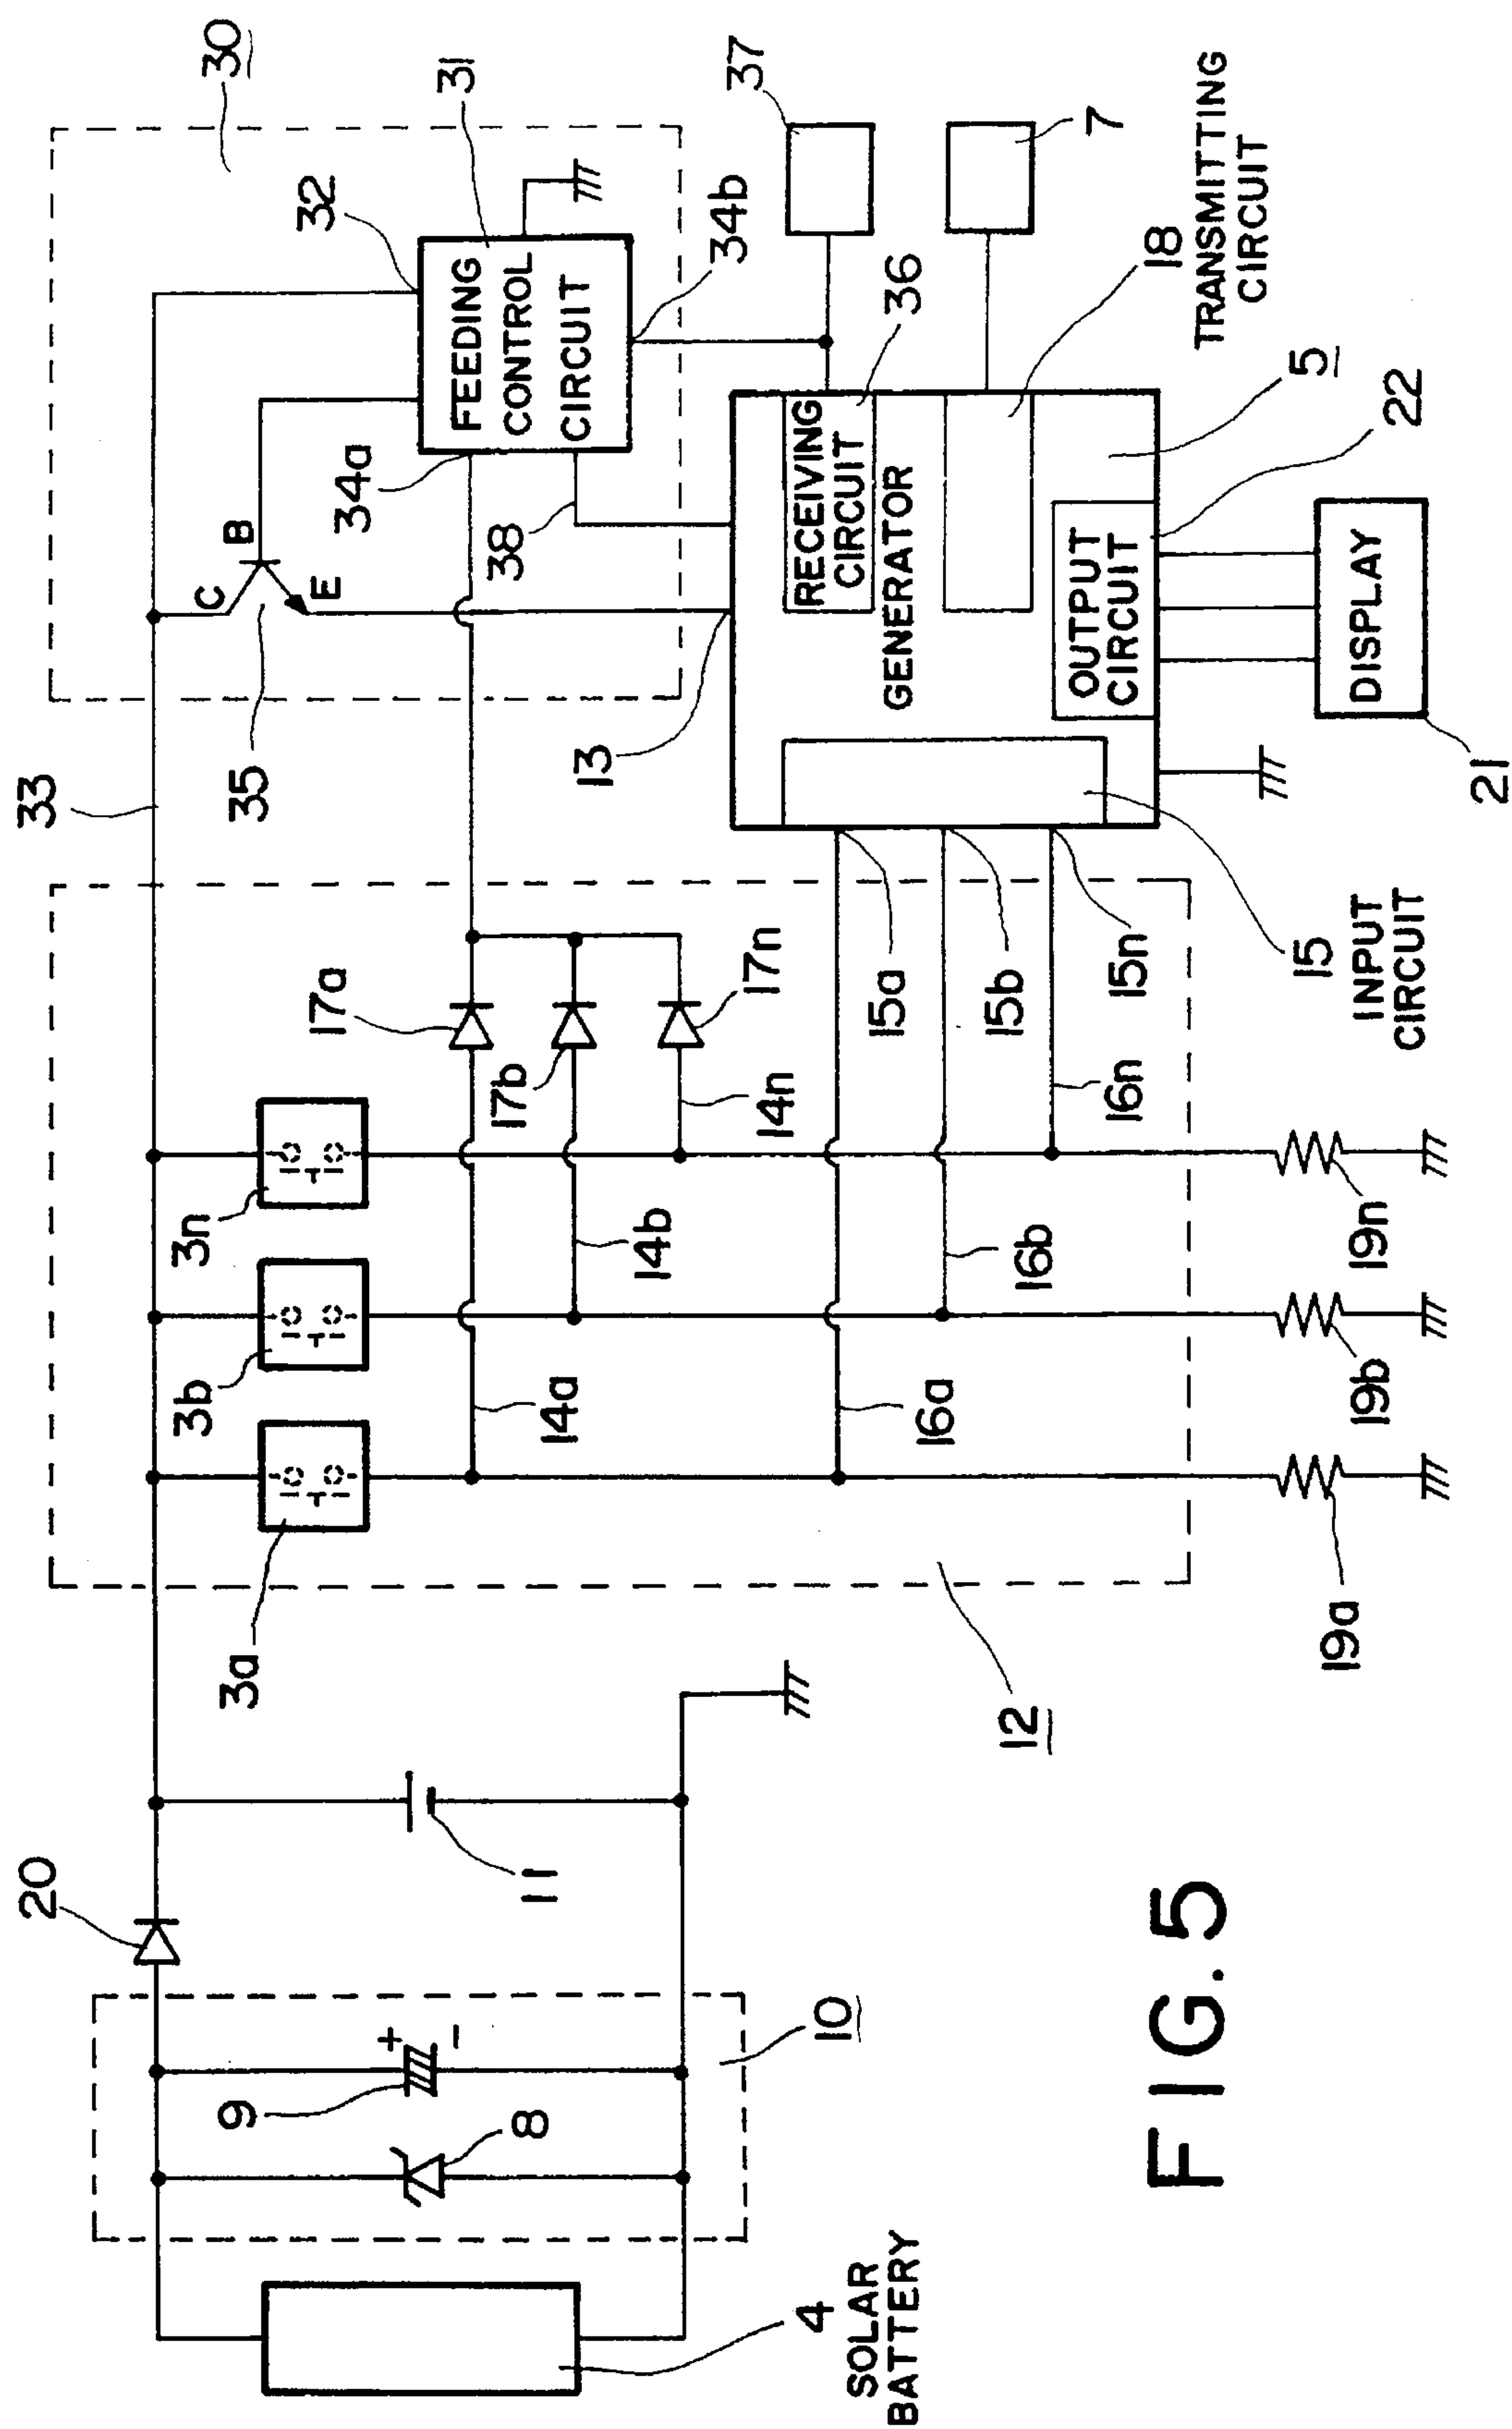 30
31
37
32
34b
7
TRANSMITTING
CIRCUIT
18
36
FEEDING
CONTROL
CIRCUIT
34a
38
B
C
E
35
33
13
RECEIVING
CIRCUIT
GENERATOR
OUTPUT
CIRCUIT
5
22
DISPLAY
21
17a
17b
17n
14n
14b
14a
15a
15b
15n
15
INPUT
CIRCUIT
16n
16b
16a
3n
3b
3a
19n
19b
19a
12
11
20
10
+
-
9
8
4
SOLAR
BATTERY
FIG. 5